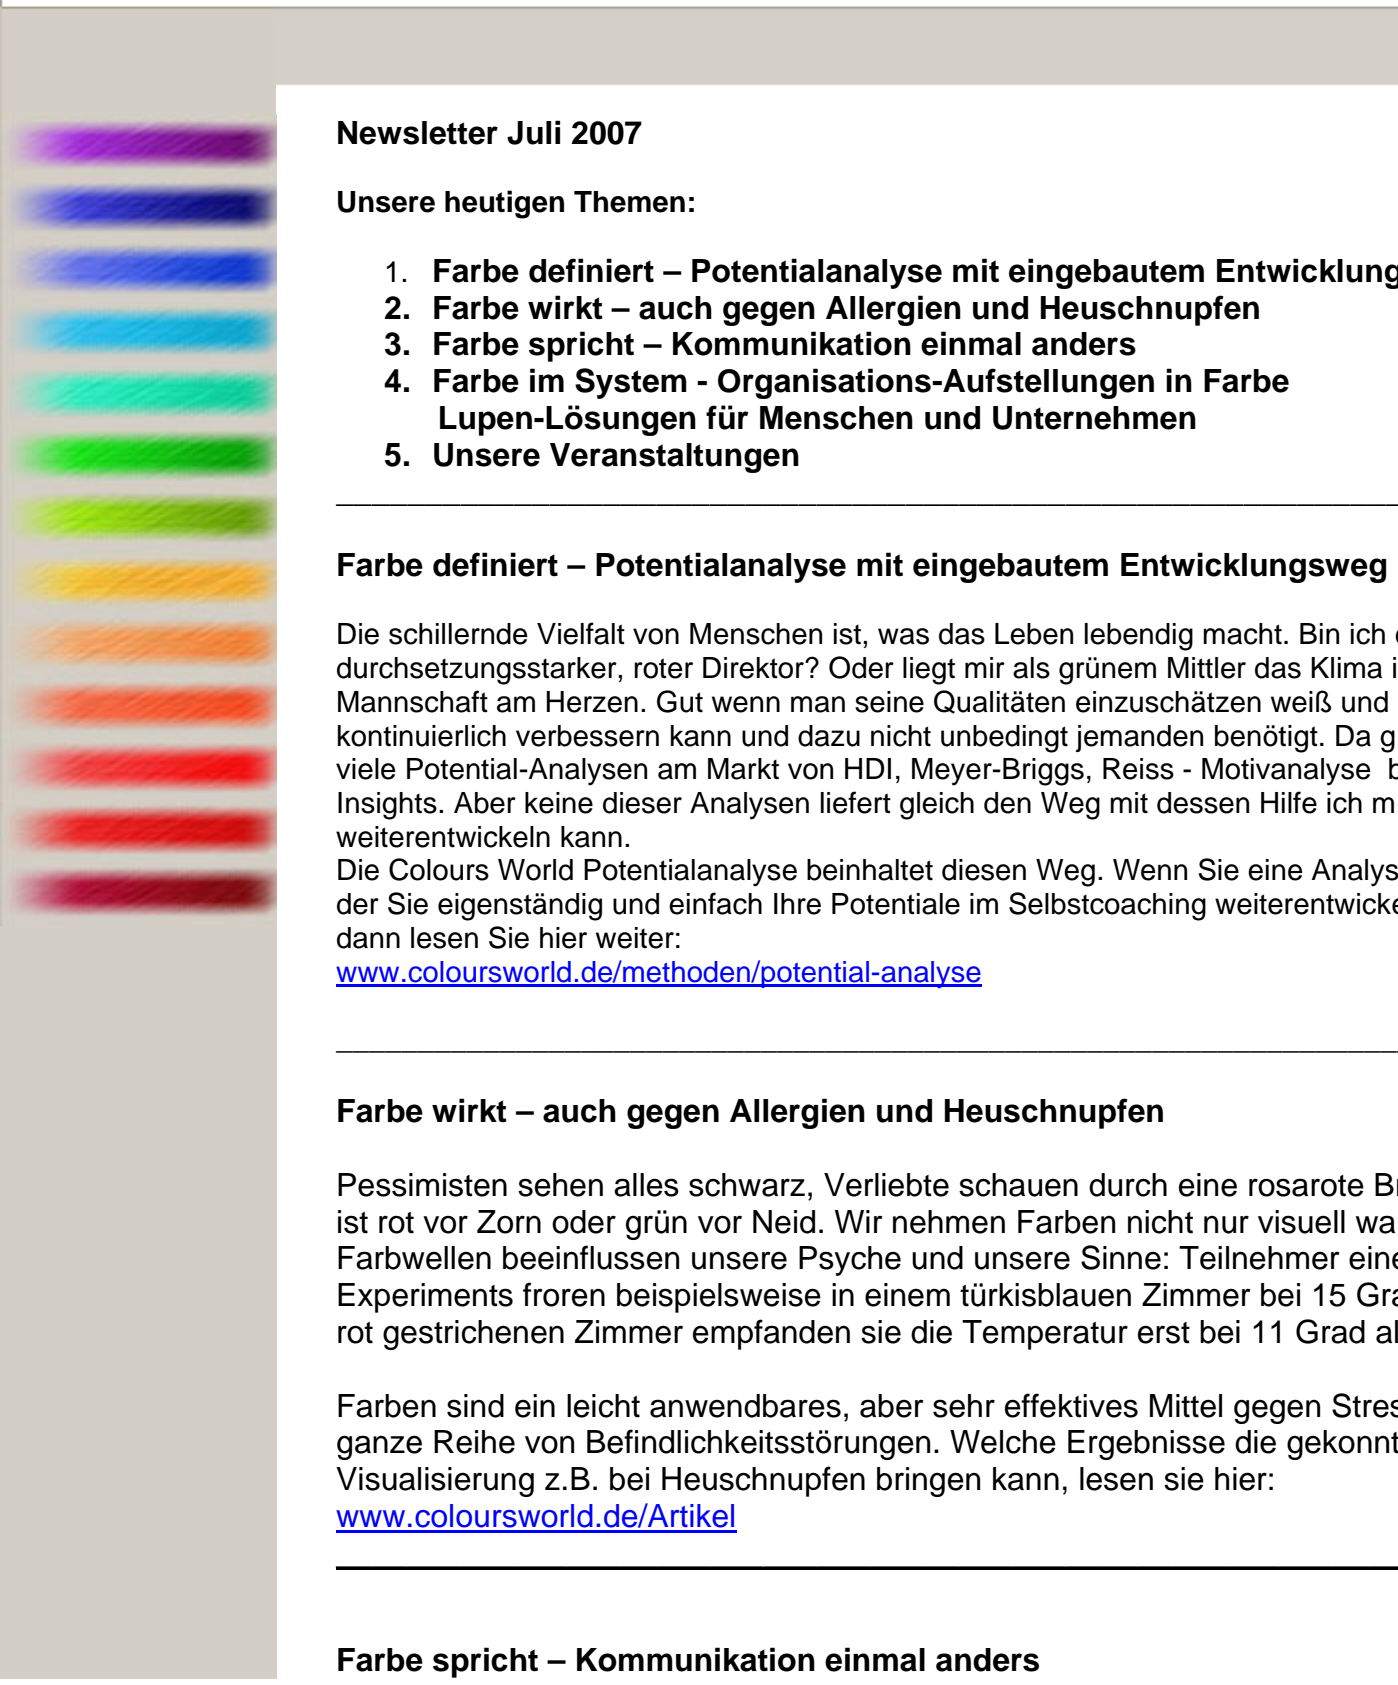 Newsletter Juli 2007
Unsere heutigen Themen:
1. Farbe definiert – Potentialanalyse mit eingebautem Entwicklung
2. Farbe wirkt – auch gegen Allergien und Heuschnupfen
3. Farbe spricht – Kommunikation einmal anders
4. Farbe im System - Organisations-Aufstellungen in Farbe
Lupen-Lösungen für Menschen und Unternehmen
5. Unsere Veranstaltungen
Farbe definiert – Potentialanalyse mit eingebautem Entwicklungsweg
Die schillernde Vielfalt von Menschen ist, was das Leben lebendig macht. Bin ich
durchsetzungsstarker, roter Direktor? Oder liegt mir als grünem Mittler das Klima i
Mannschaft am Herzen. Gut wenn man seine Qualitäten einzuschätzen weiß und
kontinuierlich verbessern kann und dazu nicht unbedingt jemanden benötigt. Da g
viele Potential-Analysen am Markt von HDI, Meyer-Briggs, Reiss - Motivanalyse b
Insights. Aber keine dieser Analysen liefert gleich den Weg mit dessen Hilfe ich m
weiterentwickeln kann.
Die Colours World Potentialanalyse beinhaltet diesen Weg. Wenn Sie eine Analys
der Sie eigenständig und einfach Ihre Potentiale im Selbstcoaching weiterentwicke
dann lesen Sie hier weiter:
www.coloursworld.de/methoden/potential-analyse
Farbe wirkt – auch gegen Allergien und Heuschnupfen
Pessimisten sehen alles schwarz, Verliebte schauen durch eine rosarote Br
ist rot vor Zorn oder grün vor Neid. Wir nehmen Farben nicht nur visuell wa
Farbwellen beeinflussen unsere Psyche und unsere Sinne: Teilnehmer eine
Experiments froren beispielsweise in einem türkisblauen Zimmer bei 15 Gra
rot gestrichenen Zimmer empfanden sie die Temperatur erst bei 11 Grad al
Farben sind ein leicht anwendbares, aber sehr effektives Mittel gegen Stres
ganze Reihe von Befindlichkeitsstörungen. Welche Ergebnisse die gekonnt
Visualisierung z.B. bei Heuschnupfen bringen kann, lesen sie hier:
www.coloursworld.de/Artikel
Farbe spricht – Kommunikation einmal anders